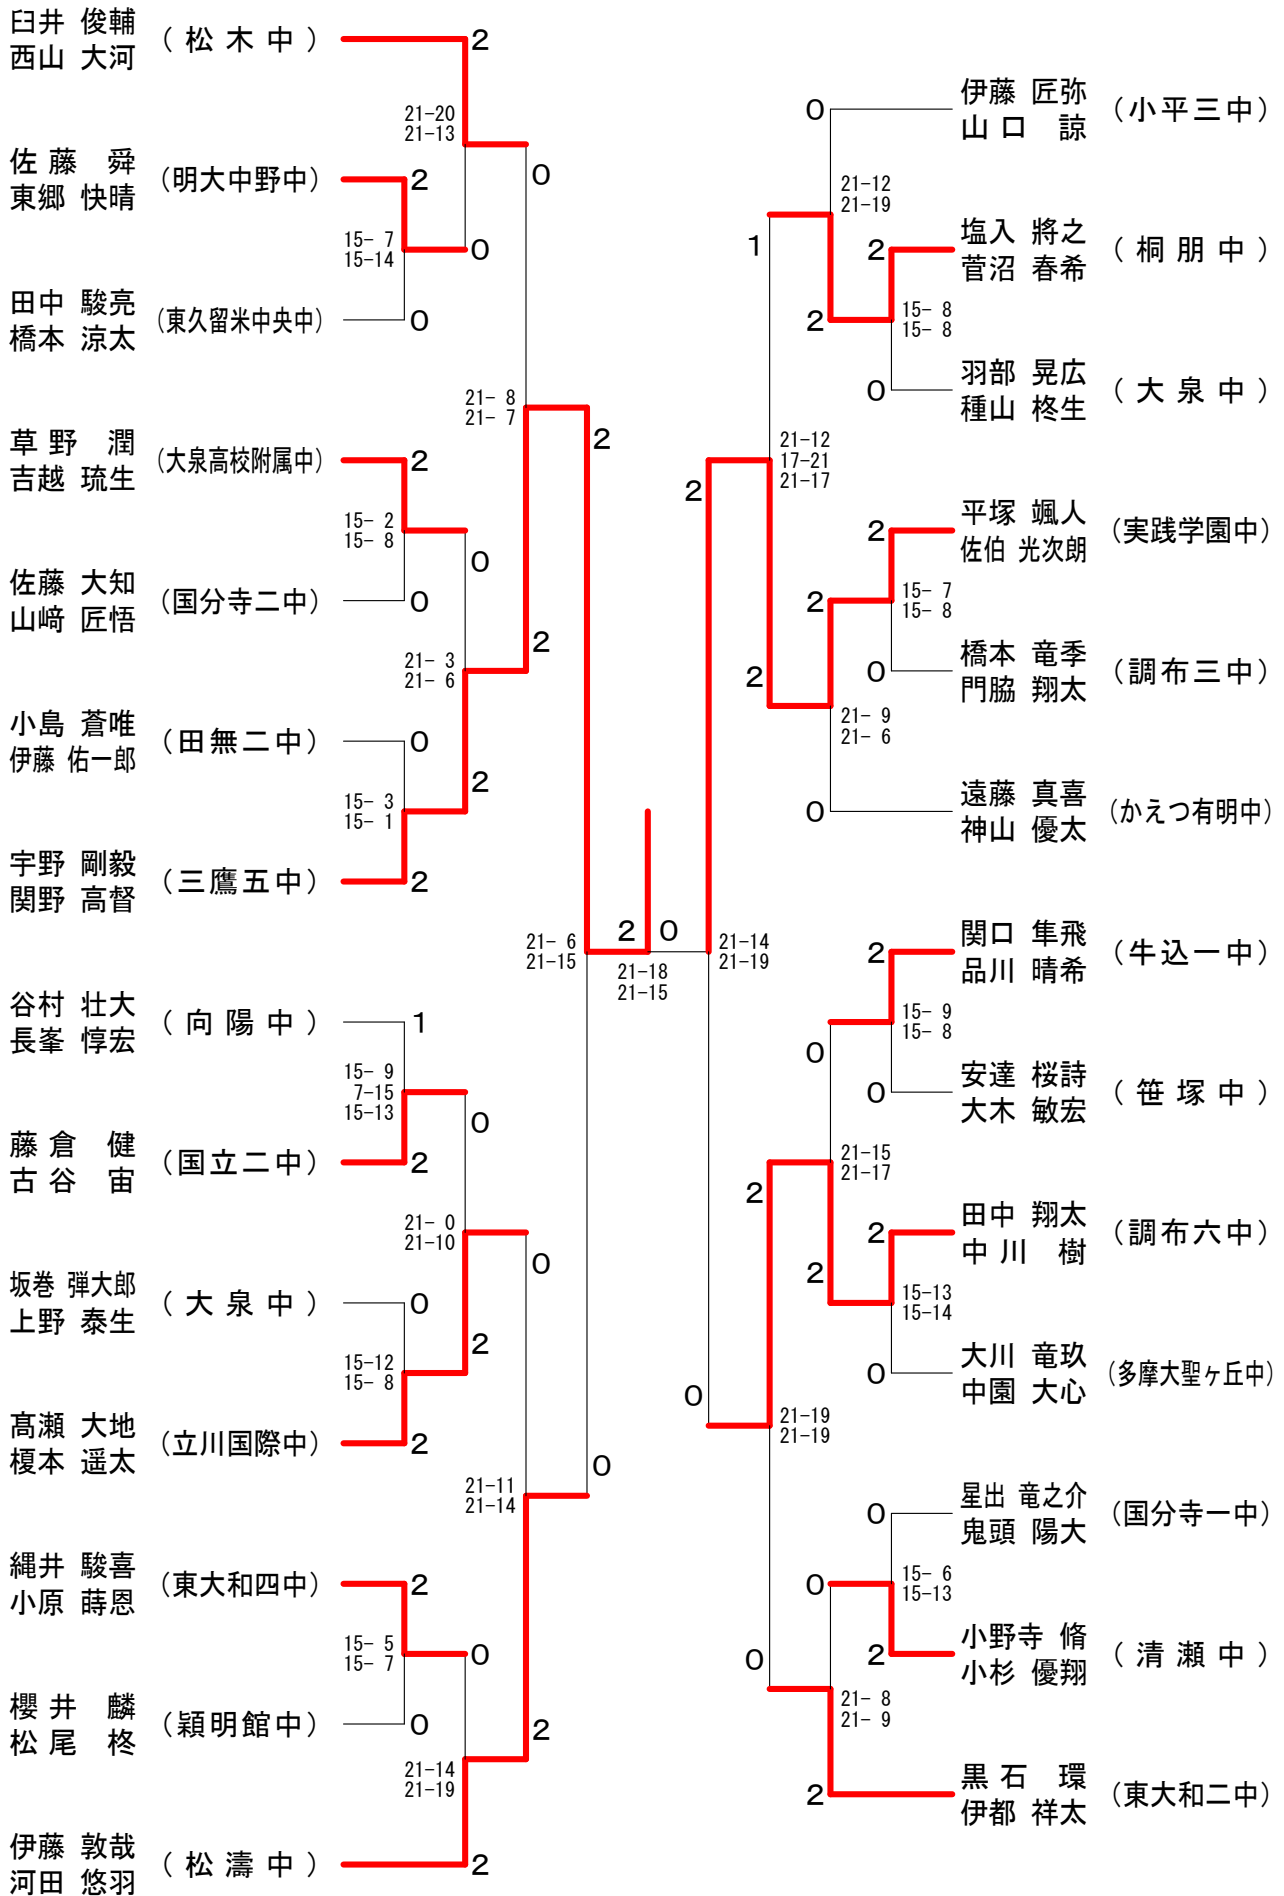 臼井 俊輔
西山 大河
(松木中)
2
21-20
21-13
0
佐藤 舜
東郷 快晴
(明大中野中)
2
15- 7
15-14
0
田中 駿亮
橋本 涼太
(東久留米中央中)
0
21- 8
21- 7
2
草野 潤
吉越 琉生
(大泉高校附属中)
2
15- 2
15- 8
0
佐藤 大知
山﨑 匠悟
(国分寺二中)
0
21- 3
21- 6
2
小島 蒼唯
伊藤 佑一郎
(田無二中)
0
15- 3
15- 1
2
宇野 剛毅
関野 高督
(三鷹五中)
2
21- 6
21-15
2
0
21-18
21-15
谷村 壮大
長峯 惇宏
(向陽中)
1
15- 9
7-15
15-13
0
藤倉 健
古谷 宙
(国立二中)
2
21- 0
21-10
0
坂巻 弾大郎
上野 泰生
(大泉中)
0
15-12
15- 8
2
髙瀬 大地
榎本 遥太
(立川国際中)
2
21-11
21-14
0
縄井 駿喜
小原 蒔恩
(東大和四中)
2
15- 5
15- 7
0
櫻井 麟
松尾 柊
(穎明館中)
0
21-14
21-19
2
伊藤 敦哉
河田 悠羽
(松濤中)
2
0
伊藤 匠弥
山口 諒
(小平三中)
21-12
21-19
1
2
塩入 將之
菅沼 春希
(桐朋中)
2
15- 8
15- 8
0
羽部 晃広
種山 柊生
(大泉中)
21-12
17-21
21-17
2
2
平塚 颯人
佐伯 光次朗
(実践学園中)
2
15- 7
15- 8
0
橋本 竜季
門脇 翔太
(調布三中)
2
21- 9
21- 6
0
遠藤 真喜
神山 優太
(かえつ有明中)
21-14
21-19
2
関口 隼飛
品川 晴希
(牛込一中)
15- 9
15- 8
0
0
安達 桜詩
大木 敏宏
(笹塚中)
21-15
21-17
2
2
田中 翔太
中川 樹
(調布六中)
2
15-13
15-14
0
大川 竜玖
中園 大心
(多摩大聖ヶ丘中)
0
21-19
21-19
0
星出 竜之介
鬼頭 陽大
(国分寺一中)
0
15- 6
15-13
2
小野寺 脩
小杉 優翔
(清瀬中)
0
21- 8
21- 9
2
黒石 環
伊都 祥太
(東大和二中)